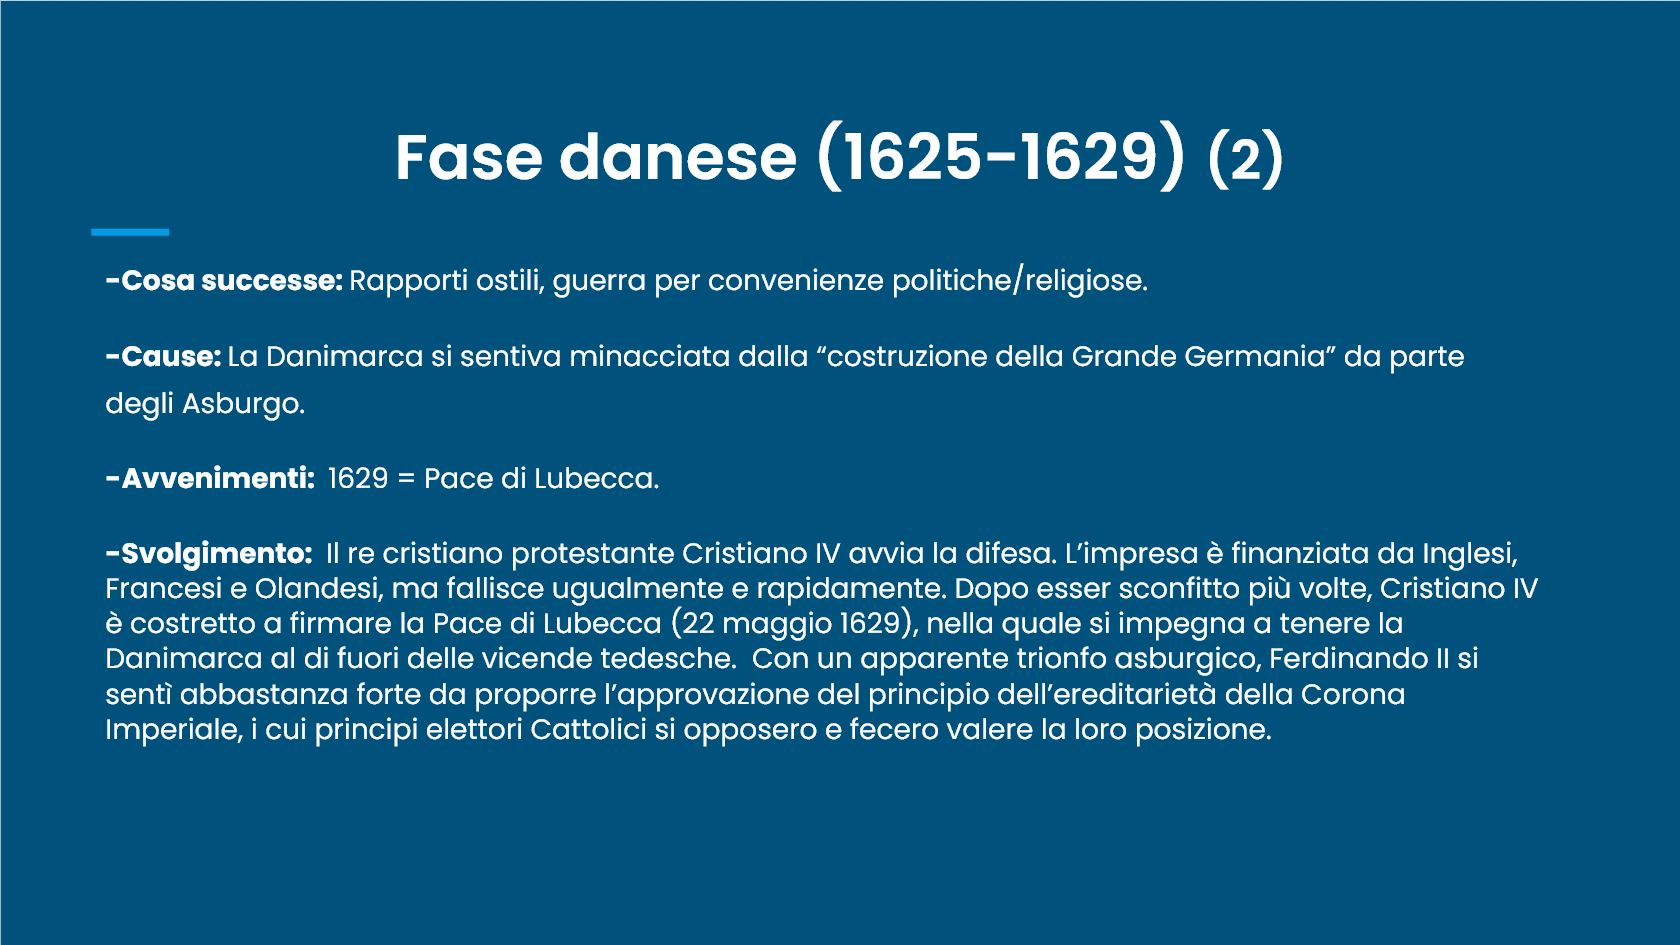 Fase danese (1625-1629) (2)
-Cosa successe: Rapporti ostili, guerra per convenienze politiche/religiose.
-Cause: La Danimarca si sentiva minacciata dalla “costruzione della Grande Germania” da parte
degli Asburgo.
-Avvenimenti: 1629 = Pace di Lubecca.
-Svolgimento: Il re cristiano protestante Cristiano IV avvia la difesa. L’impresa è finanziata da Inglesi,
Francesi e Olandesi, ma fallisce ugualmente e rapidamente. Dopo esser sconfitto più volte, Cristiano IV
è costretto a firmare la Pace di Lubecca (22 maggio 1629), nella quale si impegna a tenere la
Danimarca al di fuori delle vicende tedesche. Con un apparente trionfo asburgico, Ferdinando II si
sentì abbastanza forte da proporre l’approvazione del principio dell’ereditarietà della Corona
Imperiale, i cui principi elettori Cattolici si opposero e fecero valere la loro posizione.